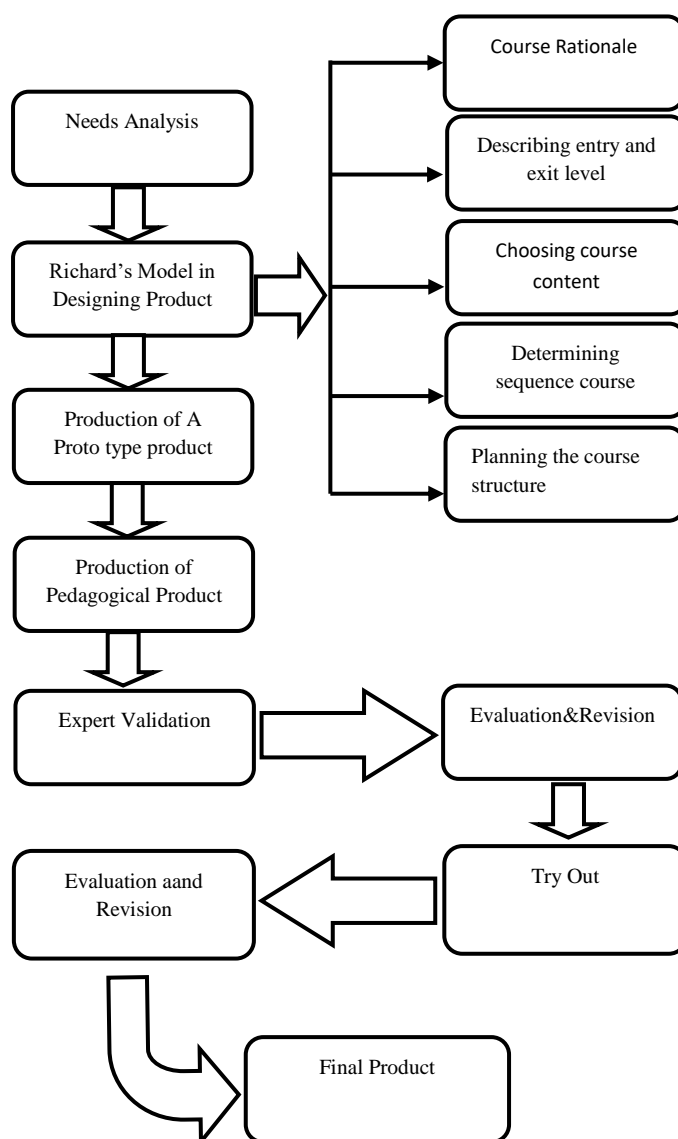 Needs Analysis
Richard’s Model in
Designing Product
Course Rationale
Describing entry and
exit level
Choosing course
content
Determining
sequence course
Planning the course
structure
Production of A
Proto type product
Production of
Pedagogical Product
Expert Validation
Evaluation&Revision
Try Out
Evaluation aand
Revision
Final Product